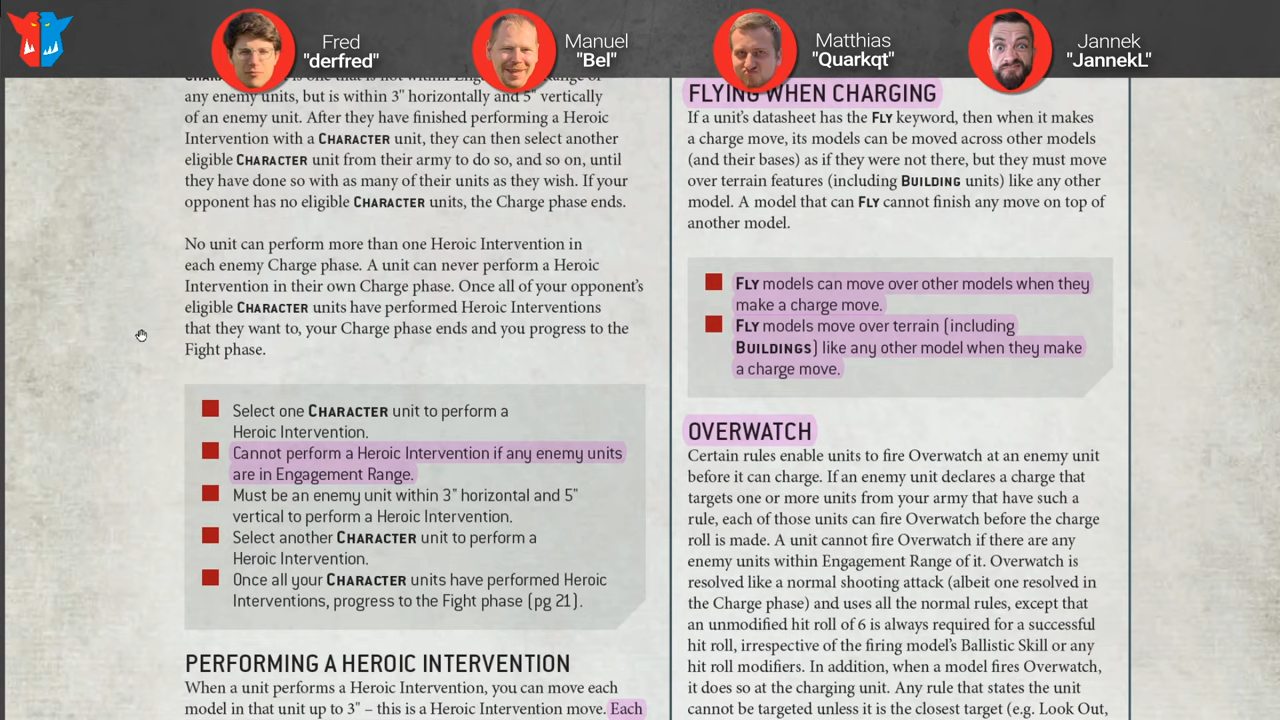 Fred
"derfred"
Manuel
"Bel"
Matthias
"Quarkqt"
Jannek
"JannekL"
any enemy units, but is within 3" horizontally and 5" vertically
of an enemy unit. After they have finished performing a Heroic
Intervention with a CHARACTER unit, they can then select another
eligible CHARACTER unit from their army to do so, and so on, until
they have done so with as many of their units as they wish. If your
opponent has no eligible CHARACTER units, the Charge phase ends.
No unit can perform more than one Heroic Intervention in
each enemy Charge phase. A unit can never perform a Heroic
Intervention in their own Charge phase. Once all of your opponent's
eligible CHARACTER units have performed Heroic Interventions
that they want to, your Charge phase ends and you progress to the
Fight phase.
Select one CHARACTER unit to perform a
Heroic Intervention.
Cannot perform a Heroic Intervention if any enemy units
are in Engagement Range.
Must be an enemy unit within 3" horizontal and 5"
vertical to perform a Heroic Intervention.
Select another CHARACTER unit to perform a
Heroic Intervention.
Once all your CHARACTER units have performed Heroic
Interventions, progress to the Fight phase (pg 21).
PERFORMING A HEROIC INTERVENTION
When a unit performs a Heroic Intervention, you can move each
model in that unit up to 3" – this is a Heroic Intervention move. Each
FLYING WHEN CHARGING
If a unit's datasheet has the FLY keyword, then when it makes
a charge move, its models can be moved across other models
(and their bases) as if they were not there, but they must move
over terrain features (including BUILDING units) like any other
model. A model that can FLY cannot finish any move on top of
another model.
FLY models can move over other models when they
make a charge move.
FLY models move over terrain (including
BUILDINGS) like any other model when they make
a charge move.
OVERWATCH
Certain rules enable units to fire Overwatch at an enemy unit
before it can charge. If an enemy unit declares a charge that
targets one or more units from your army that have such a
rule, each of those units can fire Overwatch before the charge
roll is made. A unit cannot fire Overwatch if there are any
enemy units within Engagement Range of it. Overwatch is
resolved like a normal shooting attack (albeit one resolved in
the Charge phase) and uses all the normal rules, except that
an unmodified hit roll of 6 is always required for a successful
hit roll, irrespective of the firing model's Ballistic Skill or any
hit roll modifiers. In addition, when a model fires Overwatch,
it does so at the charging unit. Any rule that states the unit
cannot be targeted unless it is the closest target (e.g. Look Out,